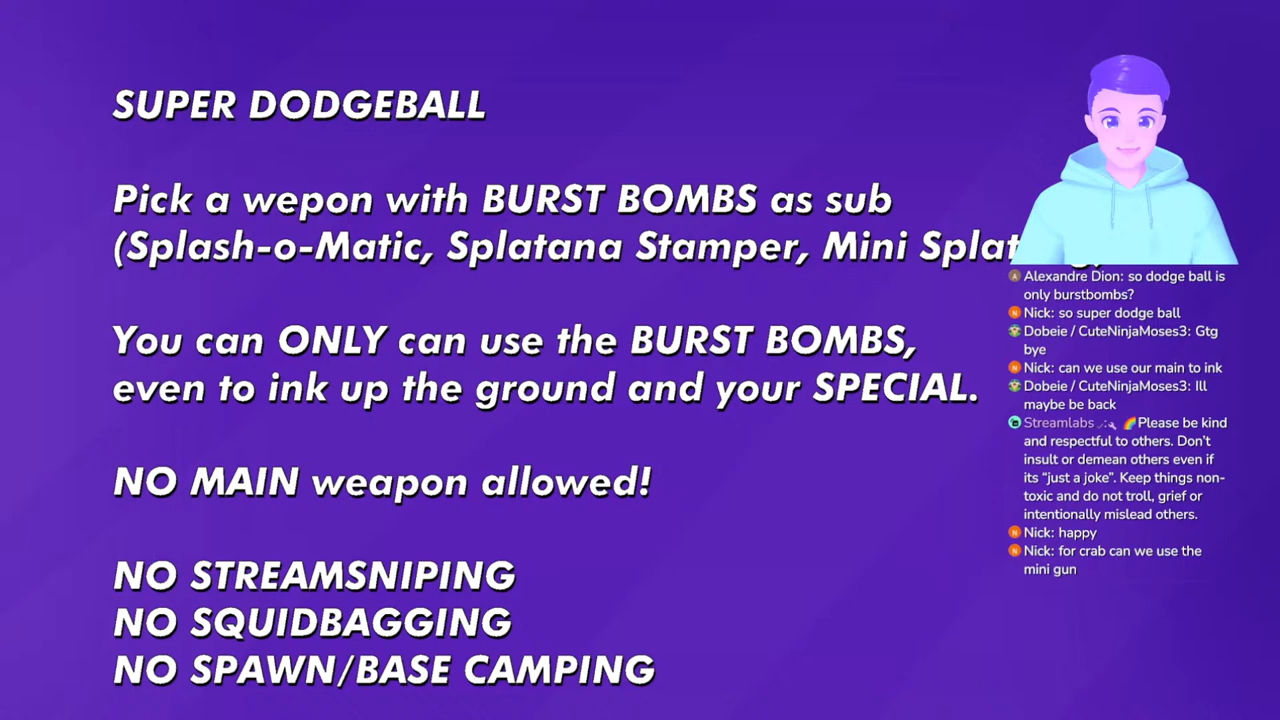 SUPER DODGEBALL
Pick a wepon with BURST BOMBS as sub
(Splash-o-Matic, Splatana Stamper, Mini
You can ONLY can use the BURST BOMBS,
even to ink up the ground and your SPECIAL.
NO MAIN weapon allowed!
NO STREAMSNIPING
NO SQUIDBAGGING
NO SPAWN/BASE CAMPING
Alexandre Dion: so dodge ball is
only burstbombs?
Nick: so super dodge ball
Dobeie / CuteNinjaMoses3: Gtg
bye
Nick: can we use our main to ink
Dobeie / CuteNinjaMoses3: Ill
maybe be back
Streamlabs 🌈Please be kind
and respectful to others. Don't
insult or demean others even if
its “just a joke”. Keep things non-
toxic and do not troll, grief or
intentionally mislead others.
Nick: happy
Nick: for crab can we use the
mini gun